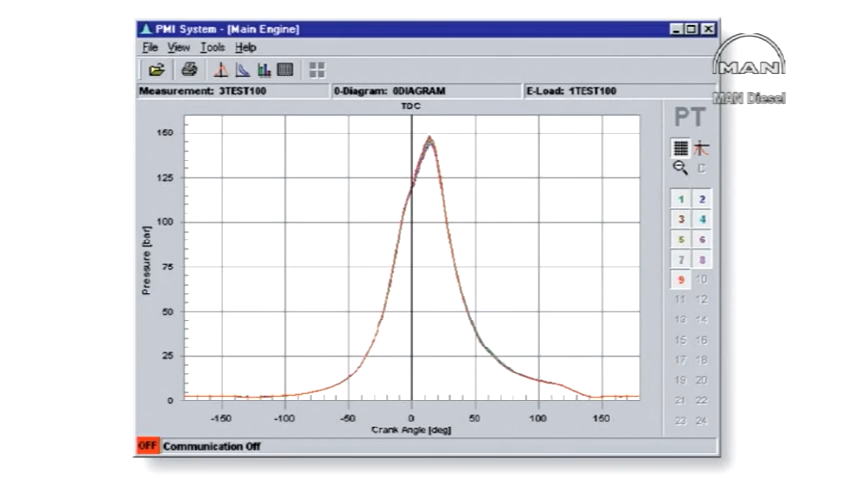 PMI System - [Main Engine]
File View Tools Help
Measurement: 3TEST100
0-Diagram: 0DIAGRAM
E-Load: 1TEST100
MAN
MAN Diesel
TDC
PT
C
150
125
100
75
50
25
0
Pressure [bar]
-150 -100 -50 0 50 100 150
Crank Angle [deg]
1 2
3 4
5 6
7 8
9 10
11 12
13 14
15 16
17 18
19 20
21 22
23 24
OFF Communication Off